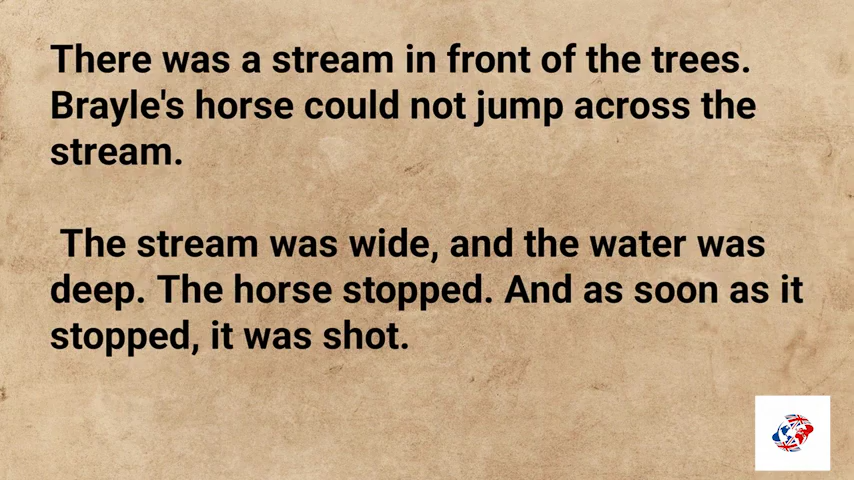 There was a stream in front of the trees.
Brayle's horse could not jump across the
stream.
The stream was wide, and the water was
deep. The horse stopped. And as soon as it
stopped, it was shot.